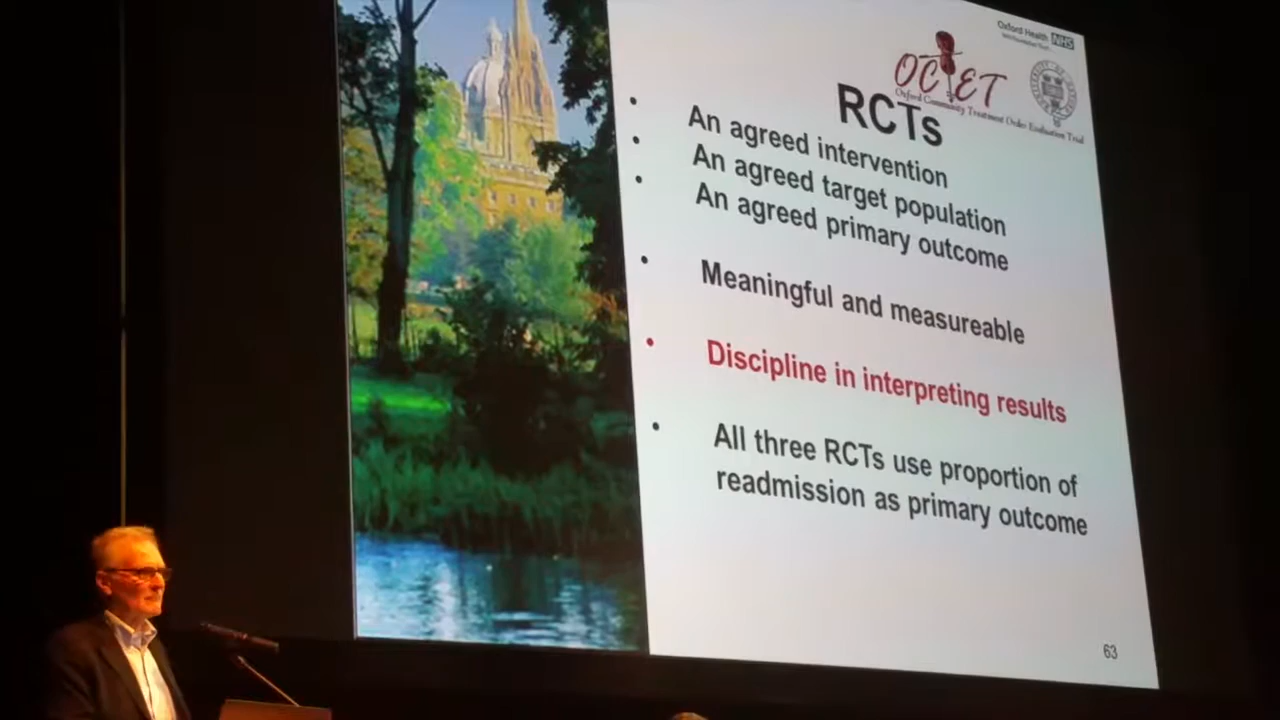 Oxford Health NHS
OCTET
Oxford Community Treatment Order Evaluation Trial
RCTs
• An agreed intervention
• An agreed target population
• An agreed primary outcome
• Meaningful and measureable
• Discipline in interpreting results
• All three RCTs use proportion of
readmission as primary outcome
63